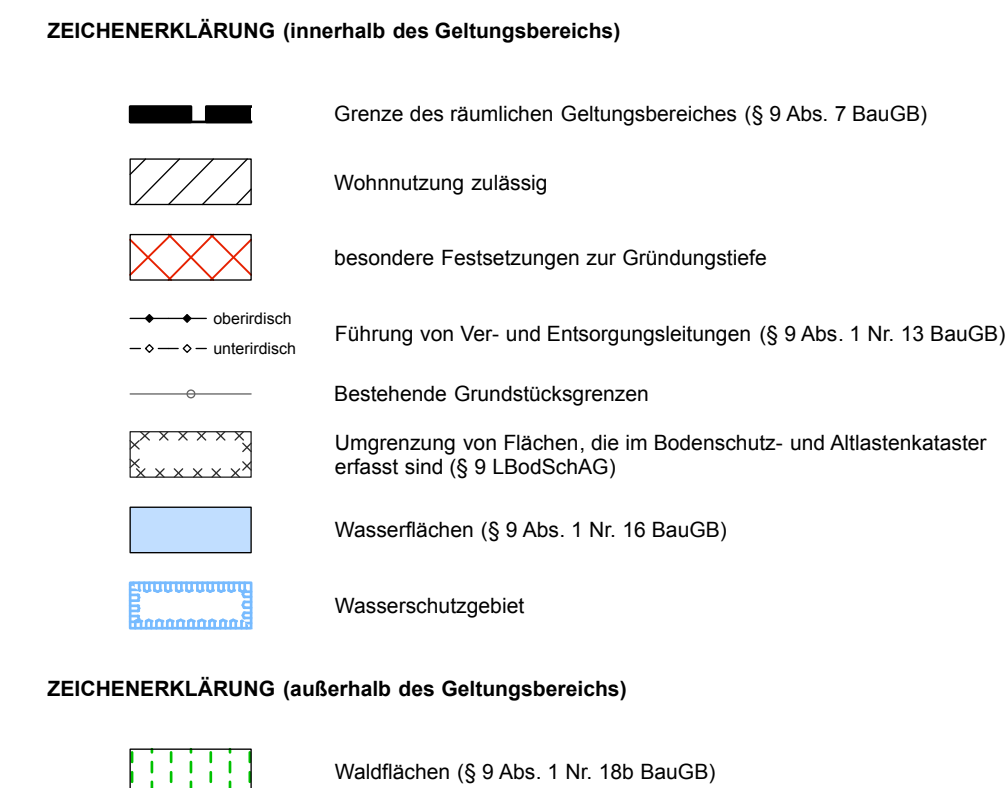 ZEICHENERKLÄRUNG (innerhalb des Geltungsbereichs)
Grenze des räumlichen Geltungsbereiches (§ 9 Abs. 7 BauGB)
Wohnnutzung zulässig
besondere Festsetzungen zur Gründungstiefe
oberirdisch
unterirdisch
Führung von Ver- und Entsorgungsleitungen (§ 9 Abs. 1 Nr. 13 BauGB)
Bestehende Grundstücksgrenzen
Umgrenzung von Flächen, die im Bodenschutz- und Altlastenkataster
erfasst sind (§ 9 LBodSchAG)
Wasserflächen (§ 9 Abs. 1 Nr. 16 BauGB)
Wasserschutzgebiet
ZEICHENERKLÄRUNG (außerhalb des Geltungsbereichs)
Waldflächen (§ 9 Abs. 1 Nr. 18b BauGB)